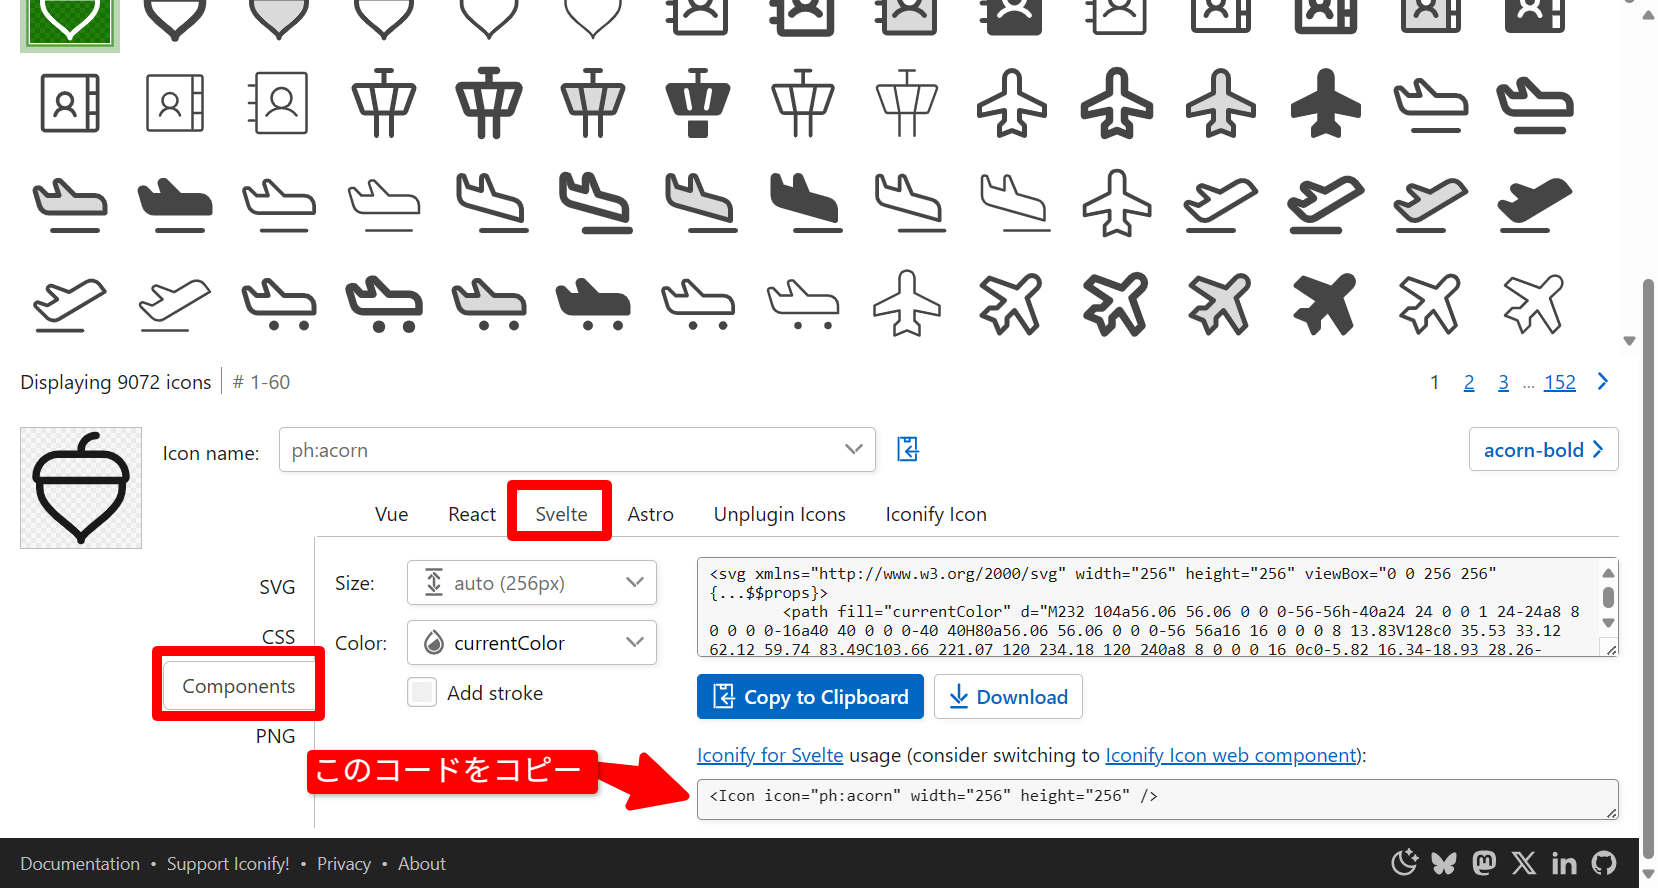 Displaying 9072 icons # 1-60 1 2 3 ... 152
Icon name: ph:acorn acorn-bold
Vue React Svelte Astro Unplugin Icons Iconify Icon
SVG
CSS
Components
PNG
Size: auto (256px)
Color: currentColor
Add stroke
<svg xmlns="http://www.w3.org/2000/svg" width="256" height="256" viewBox="0 0 256 256"
{...$$props}>
<path fill="currentColor" d="M232 104a56.06 56.06 0 0 0-56-56h-40a24 24 0 0 1 24-24a8 8
0 0 0 0-16a40 40 0 0 0-40 40H80a56.06 56.06 0 0 0-56 56a16 16 0 0 0 8 13.83V128c0 35.53 33.12
62.12 59.74 83.49C103.66 221.07 120 234.18 120 240a8 8 0 0 0 16 0c0-5.82 16.34-18.93 28.26-
Copy to Clipboard Download
Iconify for Svelte usage (consider switching to Iconify Icon web component):
このコードをコピー
<Icon icon="ph:acorn" width="256" height="256" />
Documentation • Support Iconify! • Privacy • About